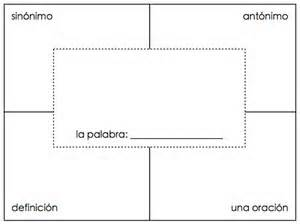 sinónimo
antónimo
la palabra: _______________
definición
una oración